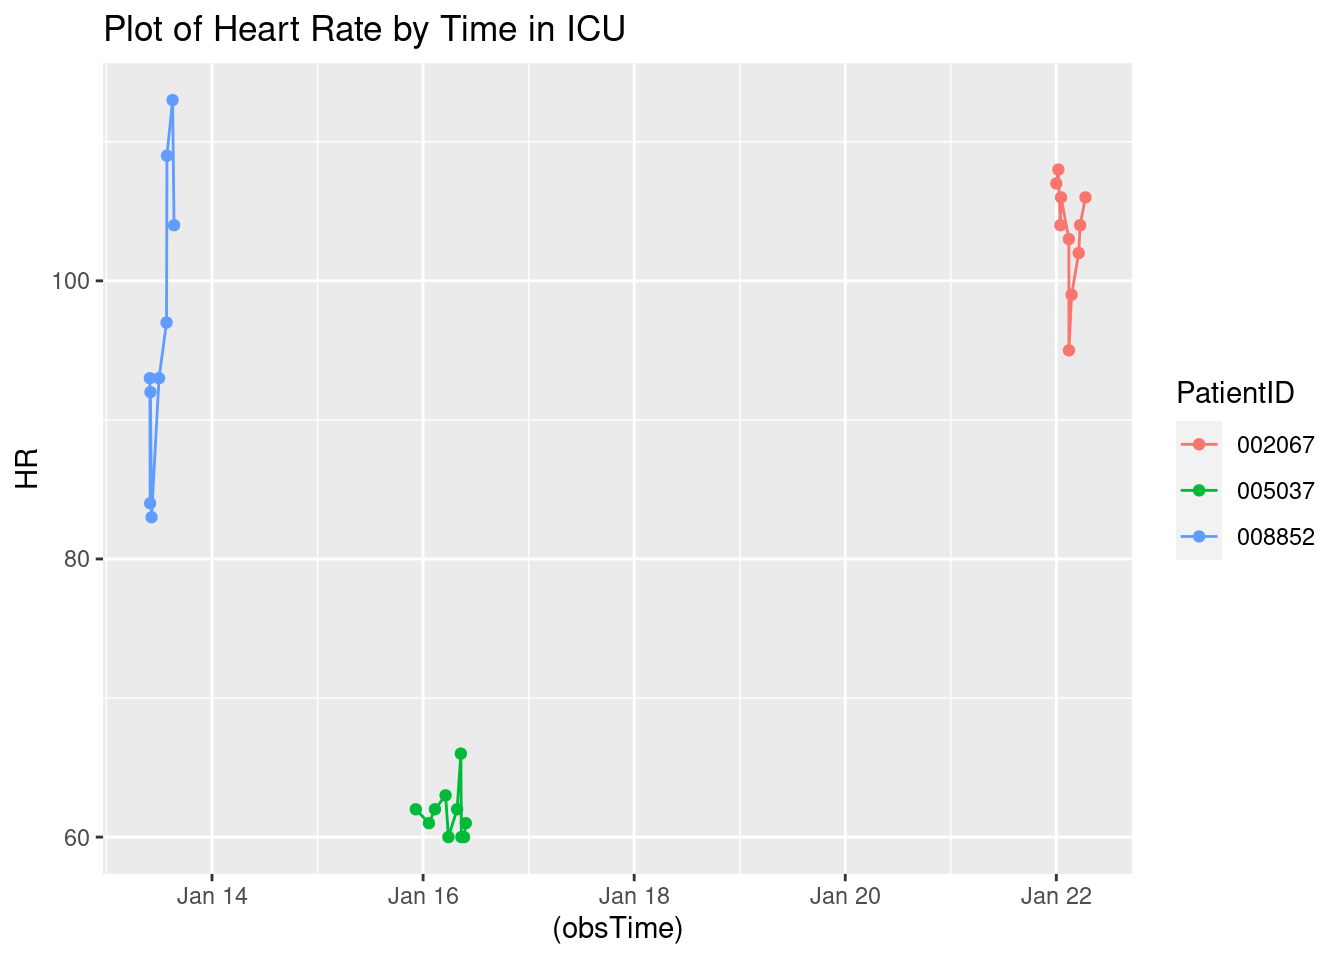 Plot of Heart Rate by Time in ICU
HR
100
80
60
Jan 14
Jan 16
Jan 18
Jan 20
Jan 22
(obsTime)
PatientID
002067
005037
008852